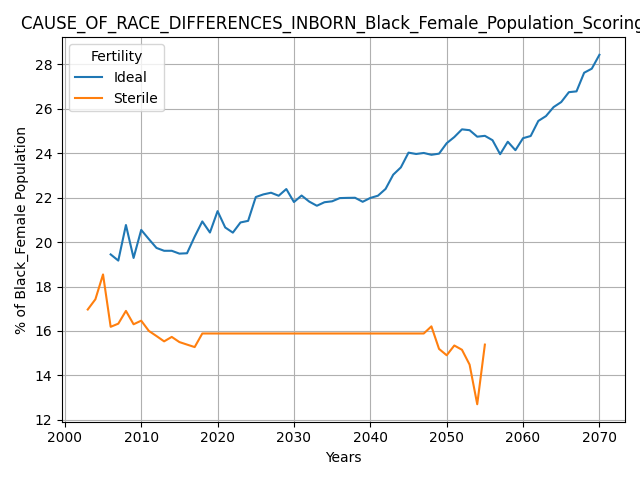 CAUSE_OF_RACE_DIFFERENCES_INBORN_Black_Female_Population_Scoring
Fertility
Ideal
Sterile
% of Black_Female Population
28
26
24
22
20
18
16
14
12
2000
2010
2020
2030
2040
2050
2060
2070
Years